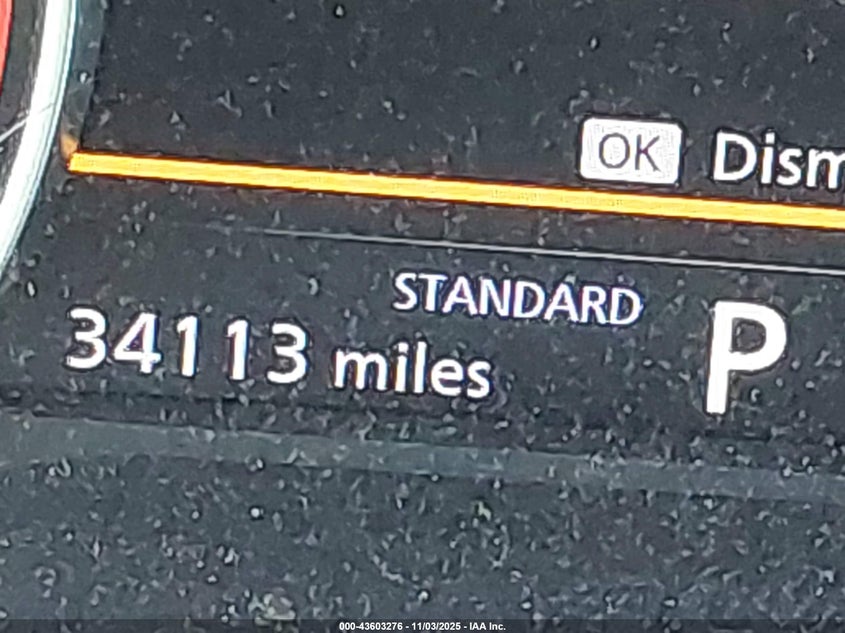 OK Dism
STANDARD
34113 miles P
000-43603276 - 11/03/2025 - IAA Inc.